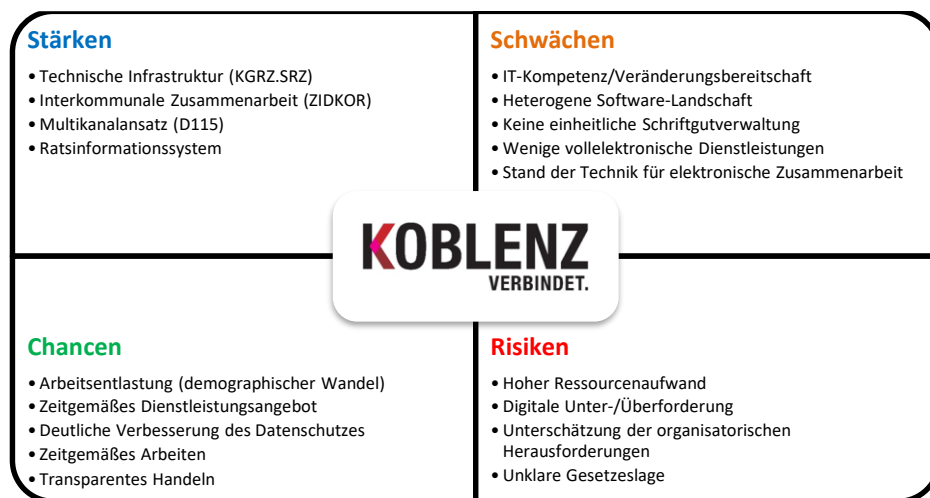 Stärken
• Technische Infrastruktur (KGRZ.SRZ)
• Interkommunale Zusammenarbeit (ZIDKOR)
• Multikanalansatz (D115)
• Ratsinformationssystem
Schwächen
• IT-Kompetenz/Veränderungsbereitschaft
• Heterogene Software-Landschaft
• Keine einheitliche Schriftgutverwaltung
• Wenige vollelektronische Dienstleistungen
• Stand der Technik für elektronische Zusammenarbeit
KOBLENZ
VERBINDET.
Chancen
• Arbeitsentlastung (demographischer Wandel)
• Zeitgemäßes Dienstleistungsangebot
• Deutliche Verbesserung des Datenschutzes
• Zeitgemäßes Arbeiten
• Transparentes Handeln
Risiken
• Hoher Ressourcenaufwand
• Digitale Unter-/Überforderung
• Unterschätzung der organisatorischen
Herausforderungen
• Unklare Gesetzeslage